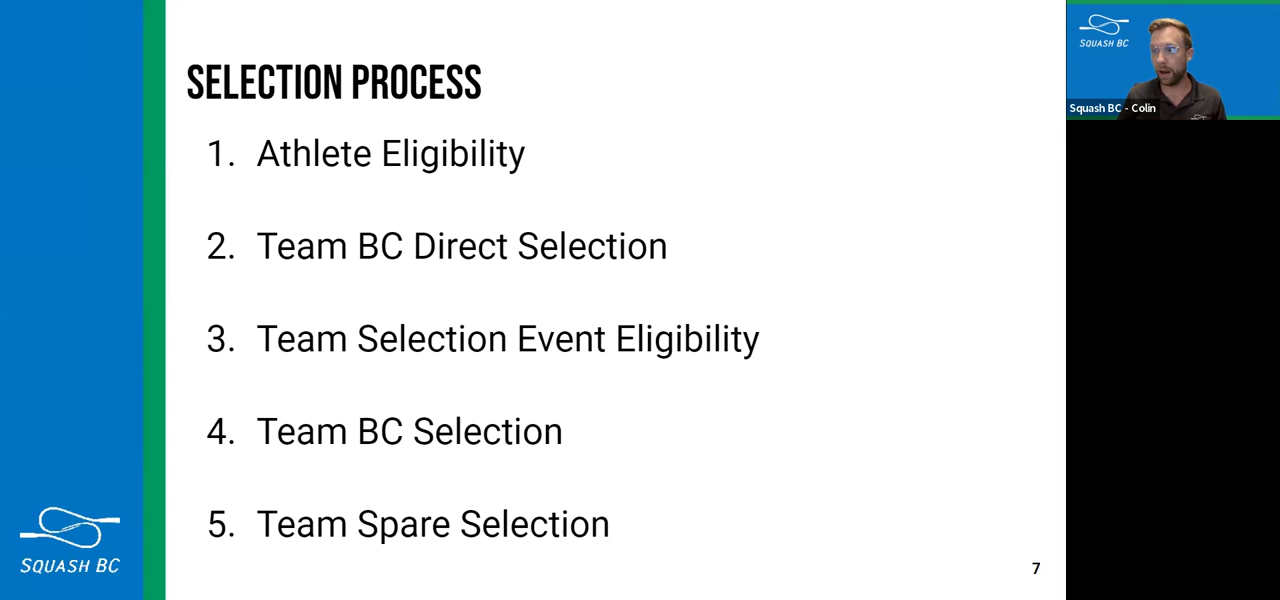 SELECTION PROCESS
1. Athlete Eligibility
2. Team BC Direct Selection
3. Team Selection Event Eligibility
4. Team BC Selection
5. Team Spare Selection
7
SQUASH BC
SQUASH BC
Squash BC - Colin